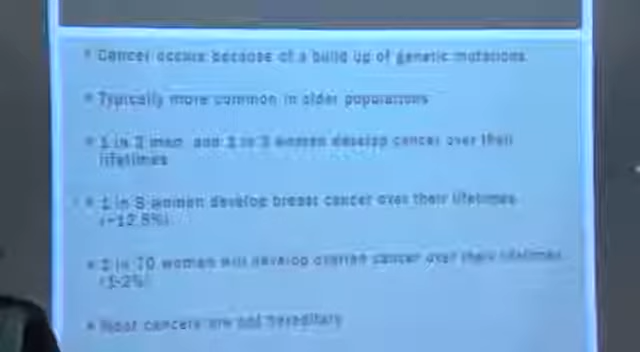 Cancer occurs because of a build up of genetic mutations
Typically more common in older populations
1 in 2 men and 1 in 3 women develop cancer over their
lifetimes
1 in 8 women develop breast cancer over their lifetimes
(~12.5%)
1 in 70 women will develop ovarian cancer over their lifetimes
(1-2%)
Most cancers are not hereditary